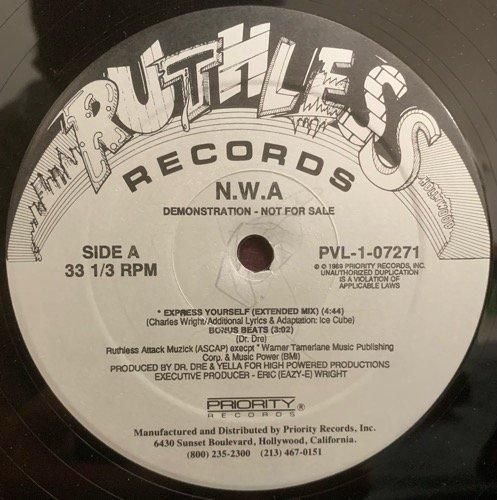 RUTHLESS
RECORDS
HOLLYWOOD
N.W.A
DEMONSTRATION - NOT FOR SALE
SIDE A
33 1/3 RPM
PVL-1-07271
℗ © 1989 PRIORITY RECORDS, INC.
UNAUTHORIZED DUPLICATION
IS A VIOLATION OF
APPLICABLE LAWS
* EXPRESS YOURSELF (EXTENDED MIX) (4:44)
(Charles Wright/Additional Lyrics & Adaptation: Ice Cube)
BONUS BEATS (3:02)
(Dr. Dre)
Ruthless Attack Muzick (ASCAP) execpt * Warner Tamerlane Music Publishing
Corp. & Music Power (BMI)
PRODUCED BY DR. DRE & YELLA FOR HIGH POWERED PRODUCTIONS
EXECUTIVE PRODUCER - ERIC (EAZY-E) WRIGHT
PRIORITY
RECORDS
Manufactured and Distributed by Priority Records, Inc.
6430 Sunset Boulevard, Hollywood, California.
(800) 235-2300 (213) 467-0151